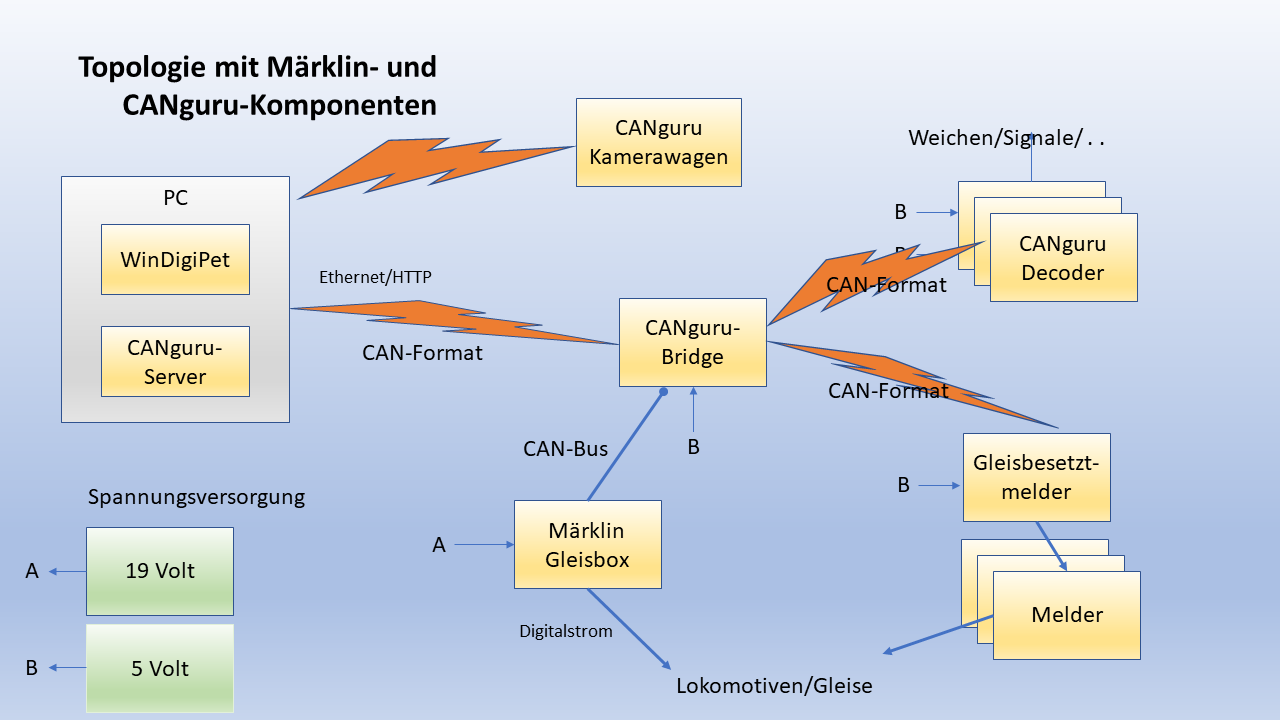 Topologie mit Märklin- und
CANguru-Komponenten
CANguru
Kamerawagen
Weichen/Signale/ . .
PC
WinDigiPet
CANguru-
Server
Ethernet/HTTP
CAN-Format
CANguru-
Bridge
B
CANguru
Decoder
CAN-Format
CAN-Format
CAN-Bus
B
Gleisbesetzt-
melder
B
Spannungsversorgung
19 Volt
A
5 Volt
B
A
Märklin
Gleisbox
Digitalstrom
Melder
Lokomotiven/Gleise